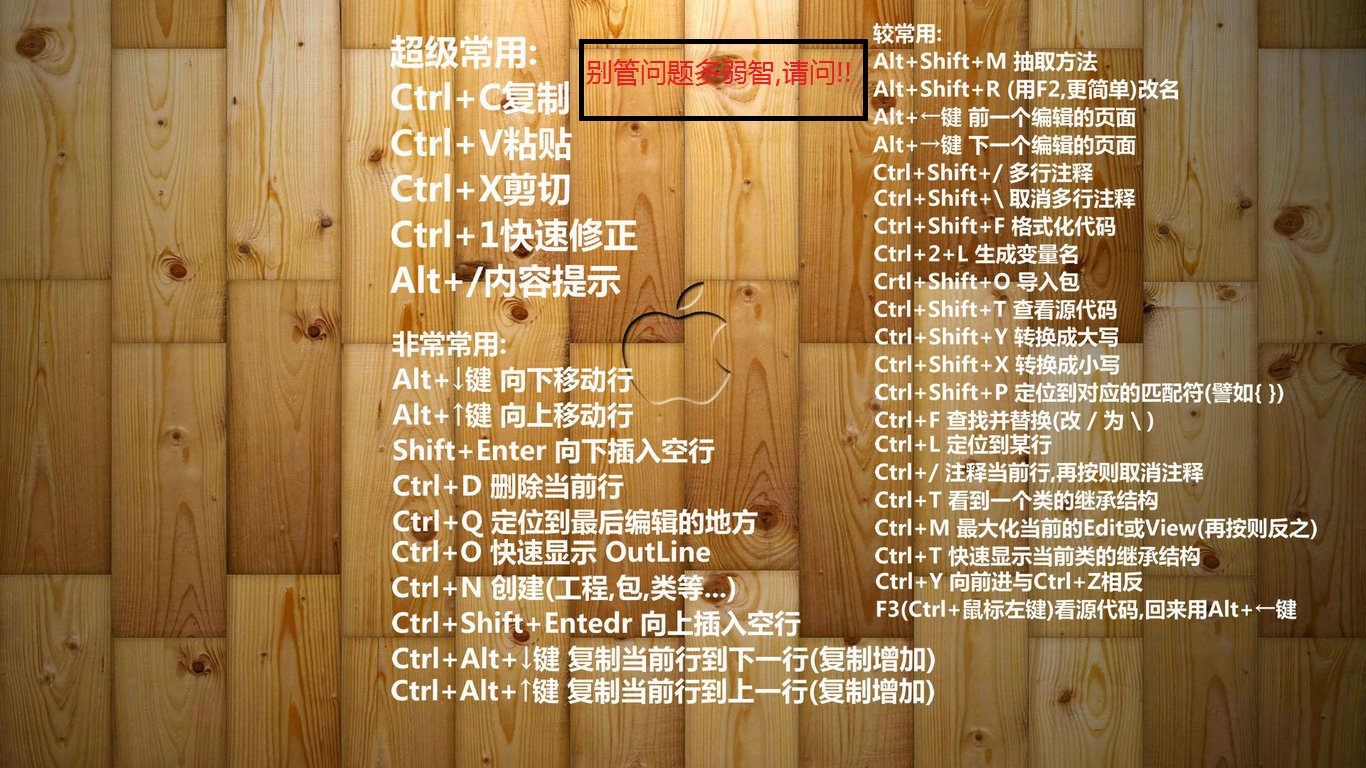 超级常用:
Ctrl+C复制
Ctrl+V粘贴
Ctrl+X剪切
Ctrl+1快速修正
Alt+/内容提示
别管问题多弱智,请问!!
非常常用:
Alt+↓键 向下移动行
Alt+↑键 向上移动行
Shift+Enter 向下插入空行
Ctrl+D 删除当前行
Ctrl+Q 定位到最后编辑的地方
Ctrl+O 快速显示 OutLine
Ctrl+N 创建(工程,包,类等...)
Ctrl+Shift+Entedr 向上插入空行
Ctrl+Alt+↓键 复制当前行到下一行(复制增加)
Ctrl+Alt+↑键 复制当前行到上一行(复制增加)
较常用:
Alt+Shift+M 抽取方法
Alt+Shift+R (用F2,更简单)改名
Alt+←键 前一个编辑的页面
Alt+→键 下一个编辑的页面
Ctrl+Shift+/ 多行注释
Ctrl+Shift+\ 取消多行注释
Ctrl+Shift+F 格式化代码
Ctrl+2+L 生成变量名
Crtl+Shift+O 导入包
Crtl+Shift+T 查看源代码
Ctrl+Shift+Y 转换成大写
Ctrl+Shift+X 转换成小写
Ctrl+Shift+P 定位到对应的匹配符(譬如{ })
Ctrl+F 查找并替换(改 / 为 \ )
Ctrl+L 定位到某行
Ctrl+/ 注释当前行,再按则取消注释
Ctrl+T 看到一个类的继承结构
Ctrl+M 最大化当前的Edit或View(再按则反之)
Ctrl+T 快速显示当前类的继承结构
Ctrl+Y 向前进与Ctrl+Z相反
F3(Ctrl+鼠标左键)看源代码,回来用Alt+←键